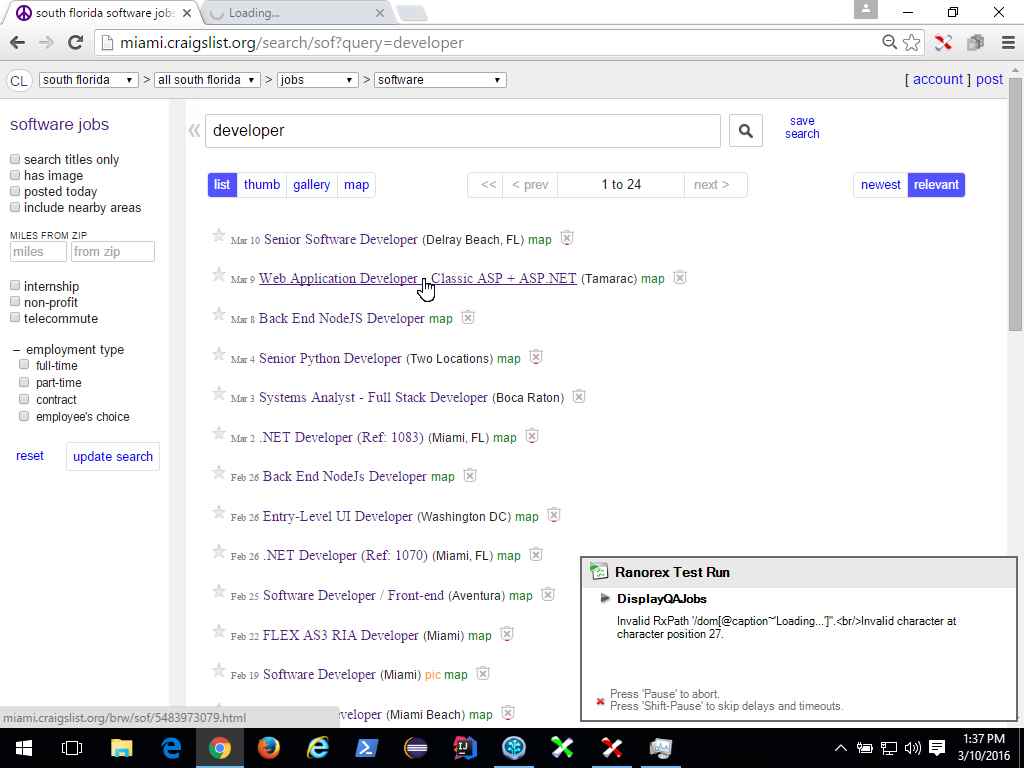 south florida software jobs
Loading...
miami.craigslist.org/search/sof?query=developer
CL south florida > all south florida > jobs > software [ account ] post
software jobs
search titles only
has image
posted today
include nearby areas
MILES FROM ZIP
miles from zip
internship
non-profit
telecommute
– employment type
full-time
part-time
contract
employee's choice
reset update search
« developer save search
list thumb gallery map << < prev 1 to 24 next > newest relevant
Mar 10 Senior Software Developer (Delray Beach, FL) map
Mar 9 Web Application Developer - Classic ASP + ASP.NET (Tamarac) map
Mar 8 Back End NodeJS Developer map
Mar 4 Senior Python Developer (Two Locations) map
Mar 3 Systems Analyst - Full Stack Developer (Boca Raton)
Mar 2 .NET Developer (Ref: 1083) (Miami, FL) map
Feb 26 Back End NodeJs Developer map
Feb 26 Entry-Level UI Developer (Washington DC) map
Feb 26 .NET Developer (Ref: 1070) (Miami, FL) map
Feb 25 Software Developer / Front-end (Aventura) map
Feb 22 FLEX AS3 RIA Developer (Miami) map
Feb 19 Software Developer (Miami) pic map
veloper (Miami Beach) map
miami.craigslist.org/brw/sof/5483973079.html
Ranorex Test Run
DisplayQAJobs
Invalid RxPath '/dom[@caption~'Loading...']".<br/>Invalid character at
character position 27.
Press 'Pause' to abort.
Press 'Shift-Pause' to skip delays and timeouts.
1:37 PM
3/10/2016